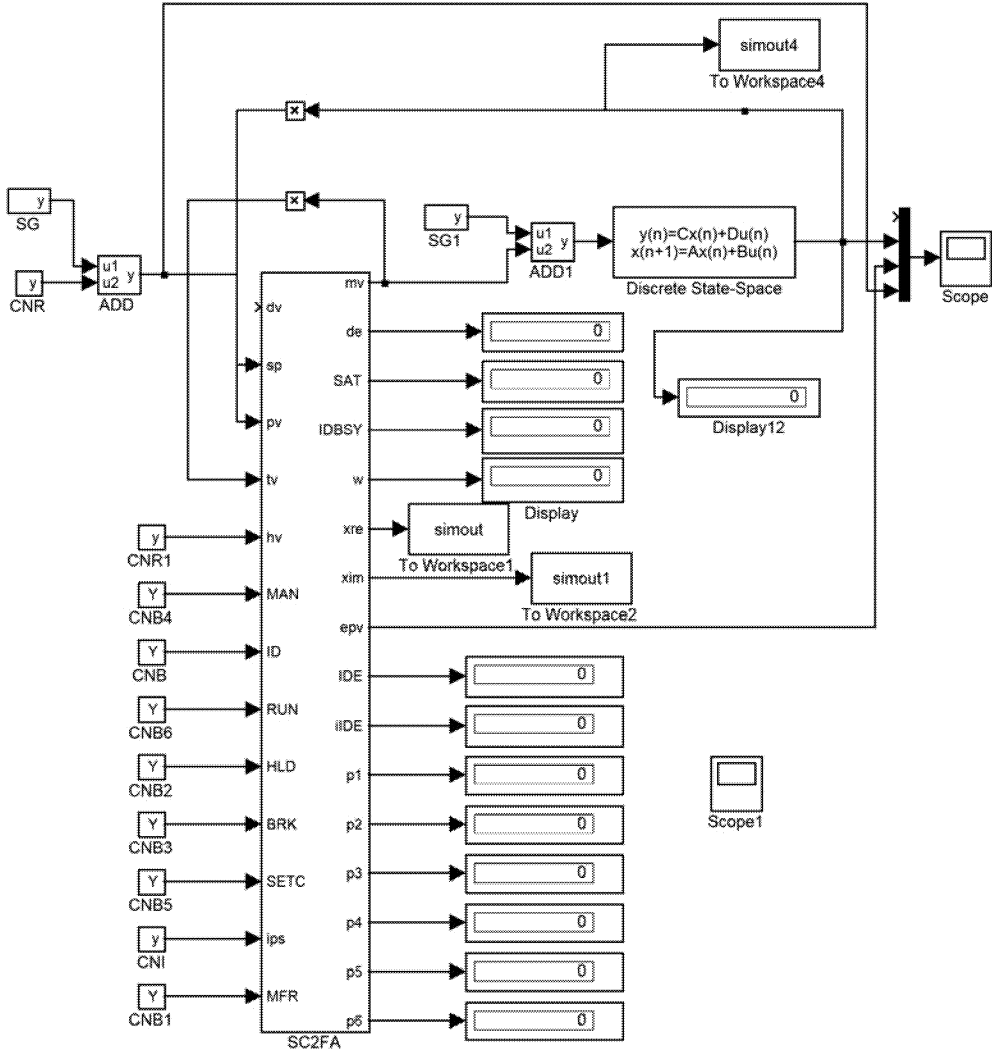 simout4
To Workspace4
×
×
y
SG
y
CNR
u1
u2
y
ADD
y
SG1
u1
u2
y
ADD1
y(n)=Cx(n)+Du(n)
x(n+1)=Ax(n)+Bu(n)
Discrete State-Space
Scope
dv
sp
pv
tv
hv
MAN
ID
RUN
HLD
BRK
SETC
ips
MFR
mv
de
SAT
IDBSY
w
xre
xim
epv
IDE
iIDE
p1
p2
p3
p4
p5
p6
SC2FA
y
CNR1
Y
CNB4
Y
CNB
Y
CNB6
Y
CNB2
Y
CNB3
Y
CNB5
y
CNI
Y
CNB1
0
0
0
0
Display
0
Display12
simout
To Workspace1
simout1
To Workspace2
0
0
0
0
0
0
0
0
Scope1